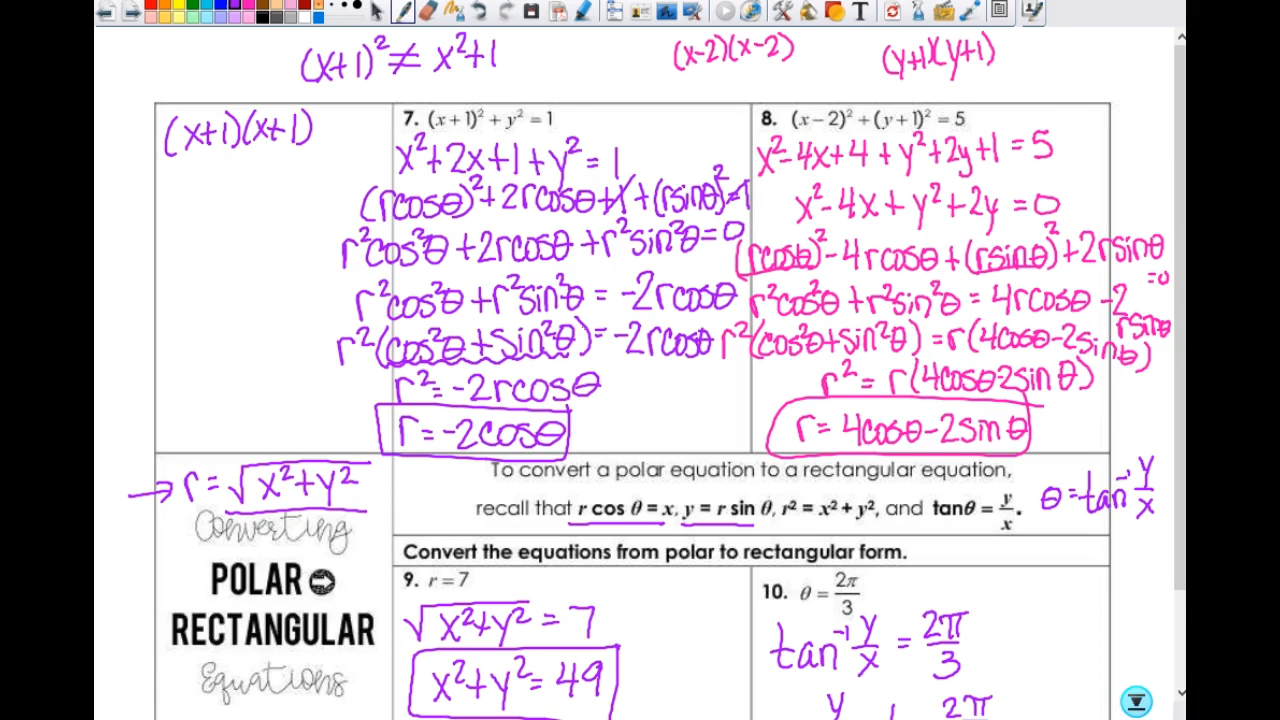 (x+1)² ≠ x²+1
(x-2)(x-2)
(y+1)(y+1)
(x+1)(x+1)
7. (x + 1)² + y² = 1
x²+2x+1+y² = 1
(rcosθ)²+2rcosθ+1+(rsinθ)²=1
r²cos²θ+2rcosθ+r²sin²θ=0
r²cos²θ+r²sin²θ = -2rcosθ
r²(cos²θ+sin²θ)=-2rcosθ
r²=-2rcosθ
r=-2cosθ
8. (x − 2)² + (y + 1)² = 5
x²-4x+4+y²+2y+1=5
x²-4x+y²+2y=0
(rcosθ)²-4rcosθ+(rsinθ)²+2rsinθ
=0
r²cos²θ+r²sin²θ=4rcosθ-2
rsinθ
r²(cos²θ+sin²θ)=r(4cosθ-2sin
θ)
r²=r(4cosθ-2sinθ)
r=4cosθ-2sinθ
→ r=√x²+y²
Converting
POLAR
RECTANGULAR
Equations
To convert a polar equation to a rectangular equation,
recall that r cos θ = x, y = r sin θ, r² = x² + y², and tanθ = y/x.
θ=tan⁻¹ y/x
Convert the equations from polar to rectangular form.
9. r = 7
√x²+y² = 7
x²+y²=49
10. θ = 2π/3
tan⁻¹ y/x = 2π/3
y
2π